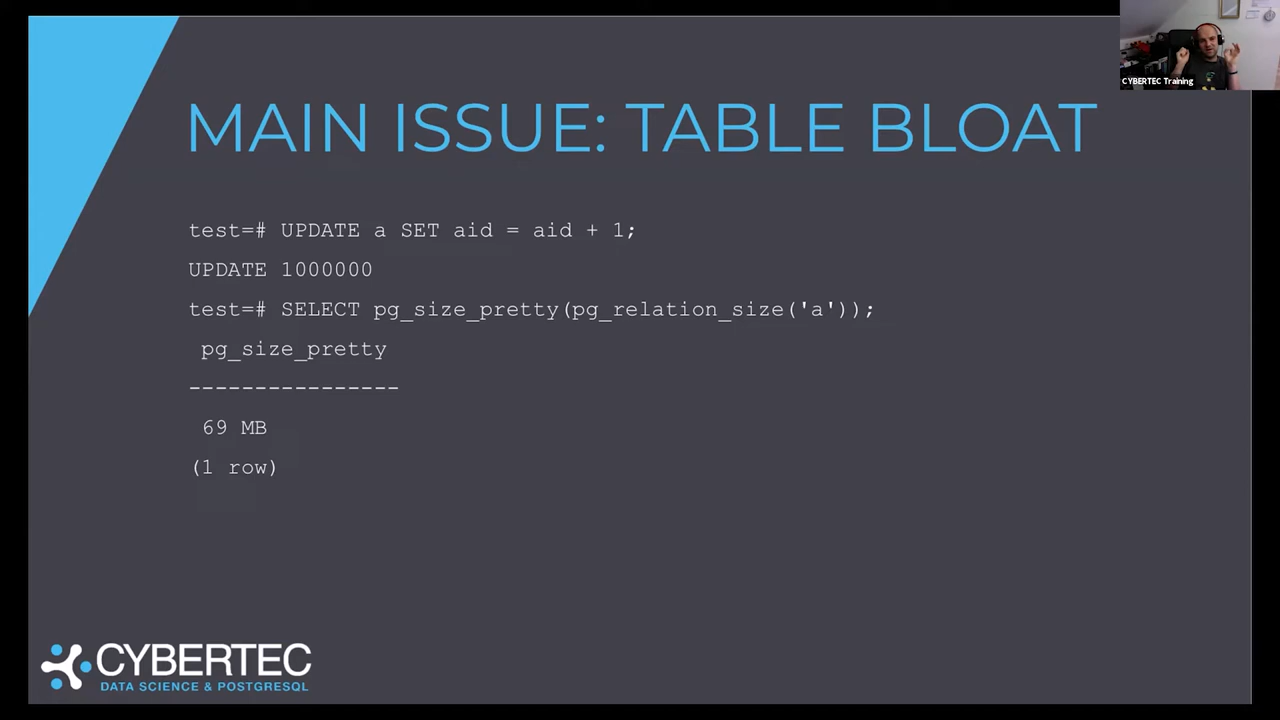 CYBERTEC Training
MAIN ISSUE: TABLE BLOAT
test=# UPDATE a SET aid = aid + 1;
UPDATE 1000000
test=# SELECT pg_size_pretty(pg_relation_size('a'));
pg_size_pretty
----------------
69 MB
(1 row)
CYBERTEC
DATA SCIENCE & POSTGRESQL